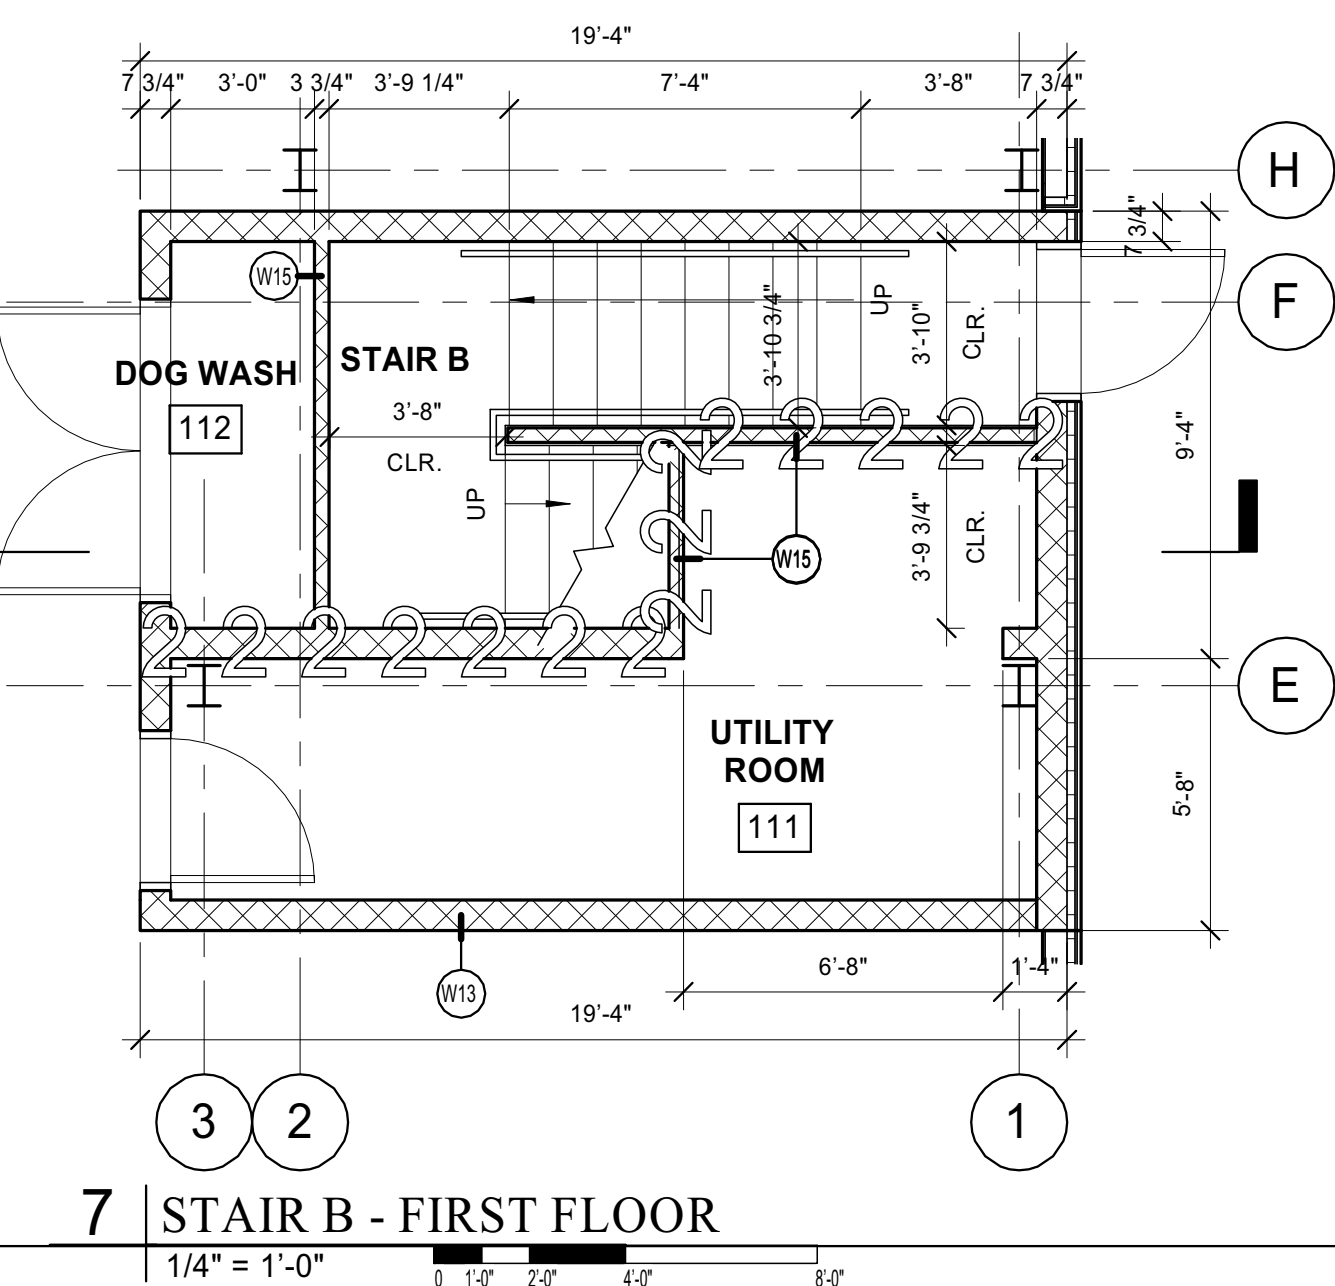 19'-4"
7 3/4" 3'-0" 3 3/4" 3'-9 1/4" 7'-4" 3'-8" 7 3/4"
H
7 3/4"
W15
F
UP
3'-10 3/4"
3'-10"
CLR.
DOG WASH
112
STAIR B
3'-8"
CLR.
2 2 2 2 2
2
2
2
9'-4"
UP
3'-9 3/4"
CLR.
W15
2 2 2 2 2 2 2
E
UTILITY
ROOM
111
5'-8"
6'-8" 1'-4"
W13
19'-4"
3 2 1
7 STAIR B - FIRST FLOOR
1/4" = 1'-0"
0 1'-0" 2'-0" 4'-0" 8'-0"